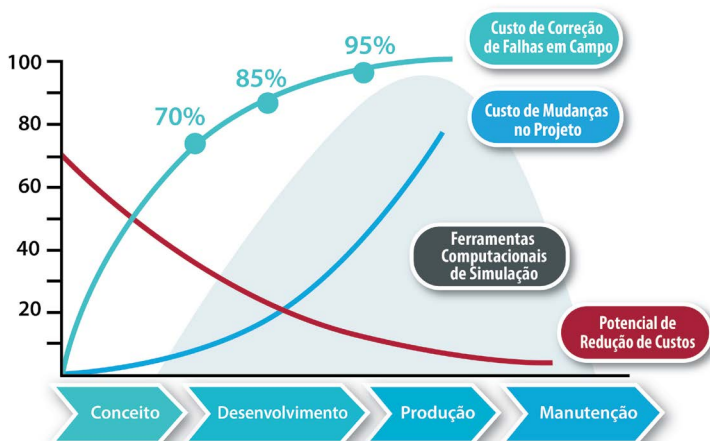 Custo de Correção
de Falhas em Campo
95%
85%
70%
100
80
60
40
20
Custo de Mudanças
no Projeto
Ferramentas
Computacionais
de Simulação
Potencial de
Redução de Custos
Conceito
Desenvolvimento
Produção
Manutenção